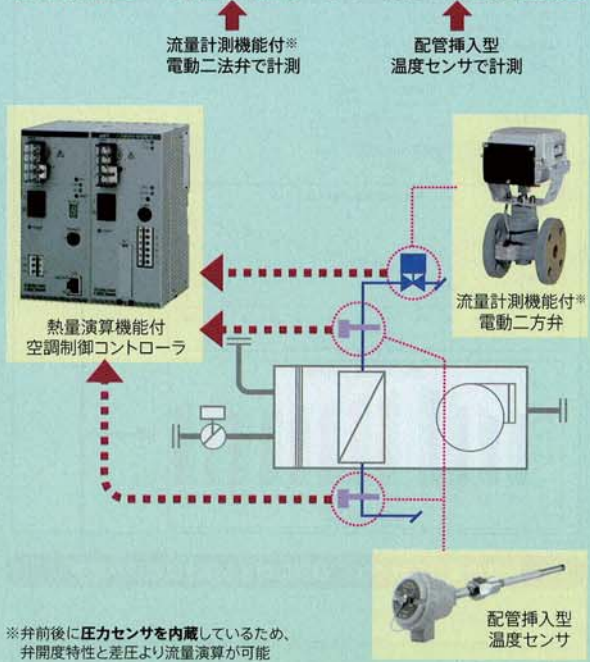 流量計測機能付※
電動二法弁で計測
配管挿入型
温度センサで計測
流量計測機能付※
電動二方弁
熱量演算機能付
空調制御コントローラ
配管挿入型
温度センサ
※弁前後に圧力センサを内蔵しているため、
弁開度特性と差圧より流量演算が可能